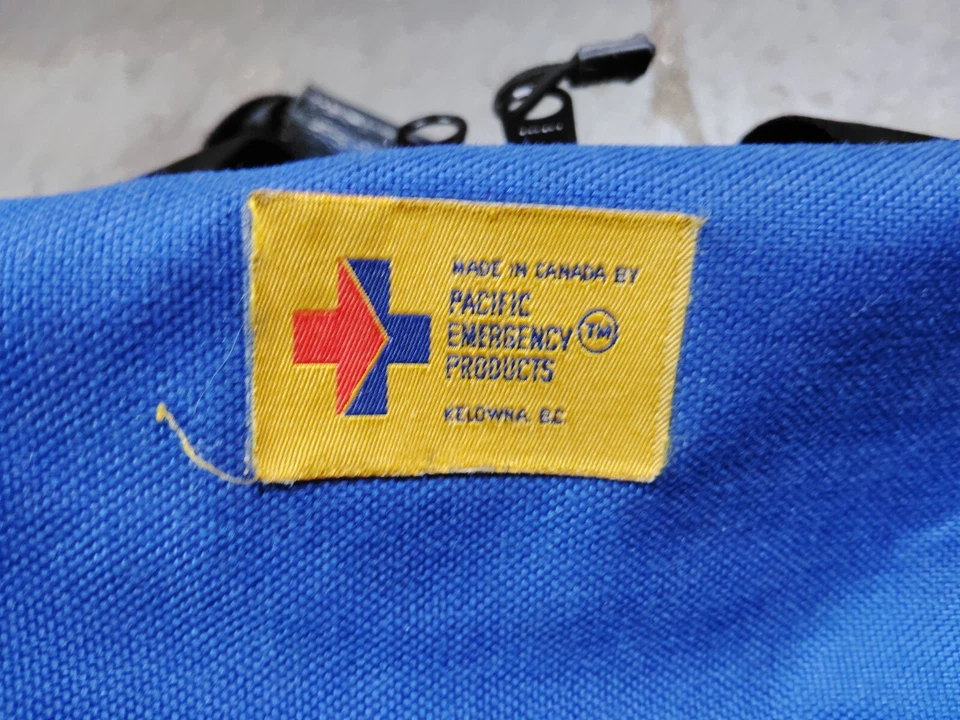 MADE IN CANADA BY
PACIFIC
EMERGENCY TM
PRODUCTS
KELOWNA, B.C.